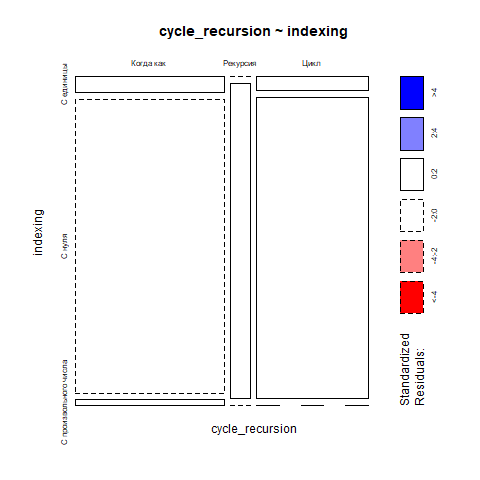 cycle_recursion ~ indexing
Когда как
Рекурсия
Цикл
С единицы
С нуля
С произвольного числа
indexing
cycle_recursion
>4
2:4
0:2
-2:0
-4:-2
<-4
Standardized
Residuals: